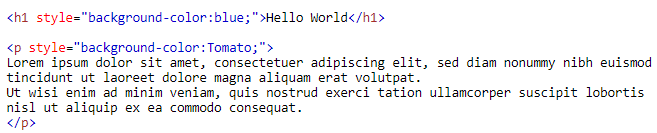 <h1 style="background-color:blue;">Hello World</h1>
<p style="background-color:Tomato;">
Lorem ipsum dolor sit amet, consectetuer adipiscing elit, sed diam nonummy nibh euismod
tincidunt ut laoreet dolore magna aliquam erat volutpat.
Ut wisi enim ad minim veniam, quis nostrud exerci tation ullamcorper suscipit lobortis
nisl ut aliquip ex ea commodo consequat.
</p>